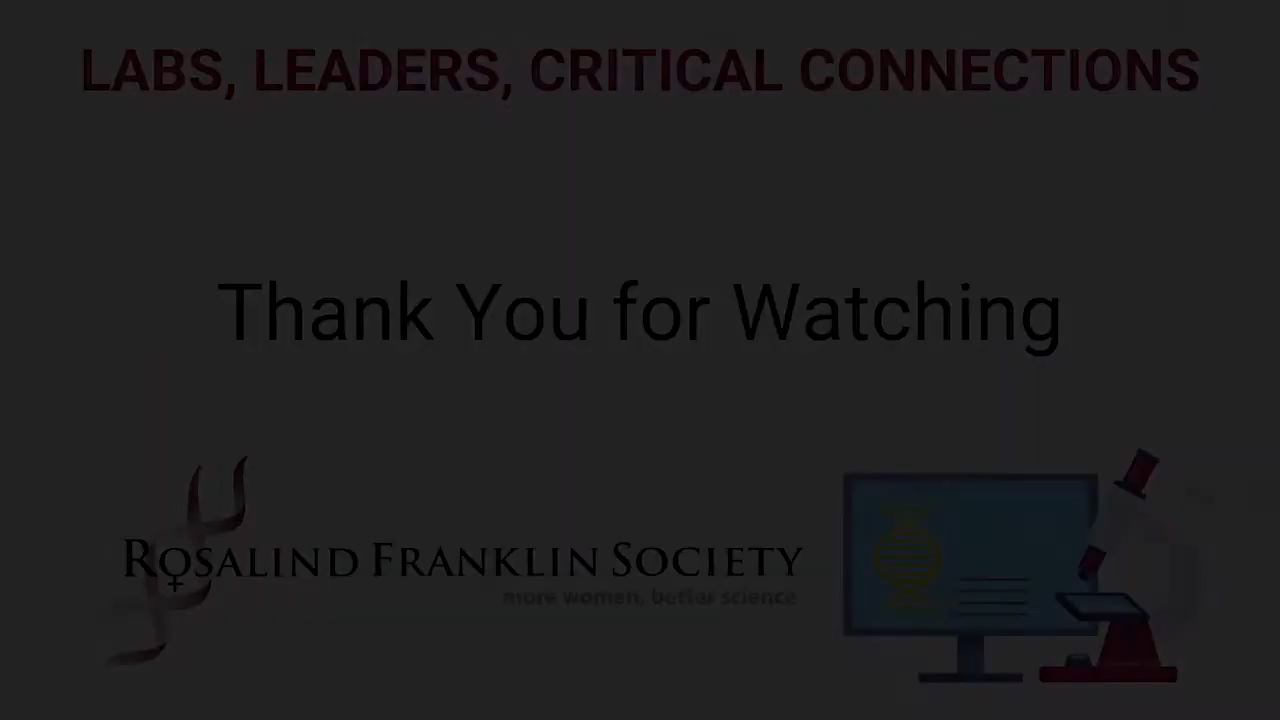 LABS, LEADERS, CRITICAL CONNECTIONS
Thank You for Watching
ROSALIND FRANKLIN SOCIETY
more women, better science